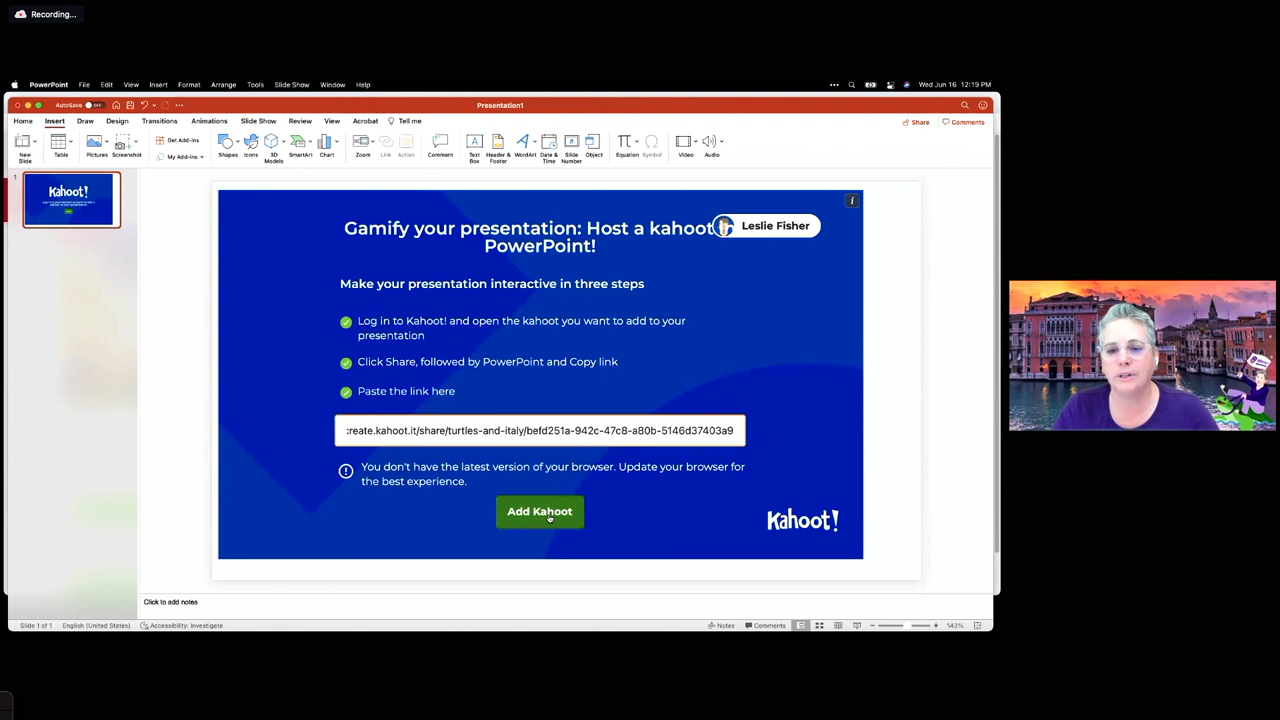 Recording...
PowerPoint File Edit View Insert Format Arrange Tools Slide Show Window Help
Wed Jun 16 12:19 PM
AutoSave OFF
Presentation1
Home Insert Draw Design Transitions Animations Slide Show Review View Acrobat Tell me
Share Comments
New Slide
Table
Pictures
Screenshot
Get Add-ins
My Add-ins
Shapes
Icons
3D Models
SmartArt
Chart
Zoom
Link
Action
Comment
Text Box
Header & Footer
WordArt
Date & Time
Slide Number
Object
Equation
Symbol
Video
Audio
1
Kahoot!
Gamify your presentation: Host a kahoot
PowerPoint!
Leslie Fisher
Make your presentation interactive in three steps
Log in to Kahoot! and open the kahoot you want to add to your
presentation
Click Share, followed by PowerPoint and Copy link
Paste the link here
create.kahoot.it/share/turtles-and-italy/befd251a-942c-47c8-a80b-5146d37403a9
You don't have the latest version of your browser. Update your browser for
the best experience.
Add Kahoot
Kahoot!
Click to add notes
Slide 1 of 1 English (United States) Accessibility: Investigate
Notes Comments 143%